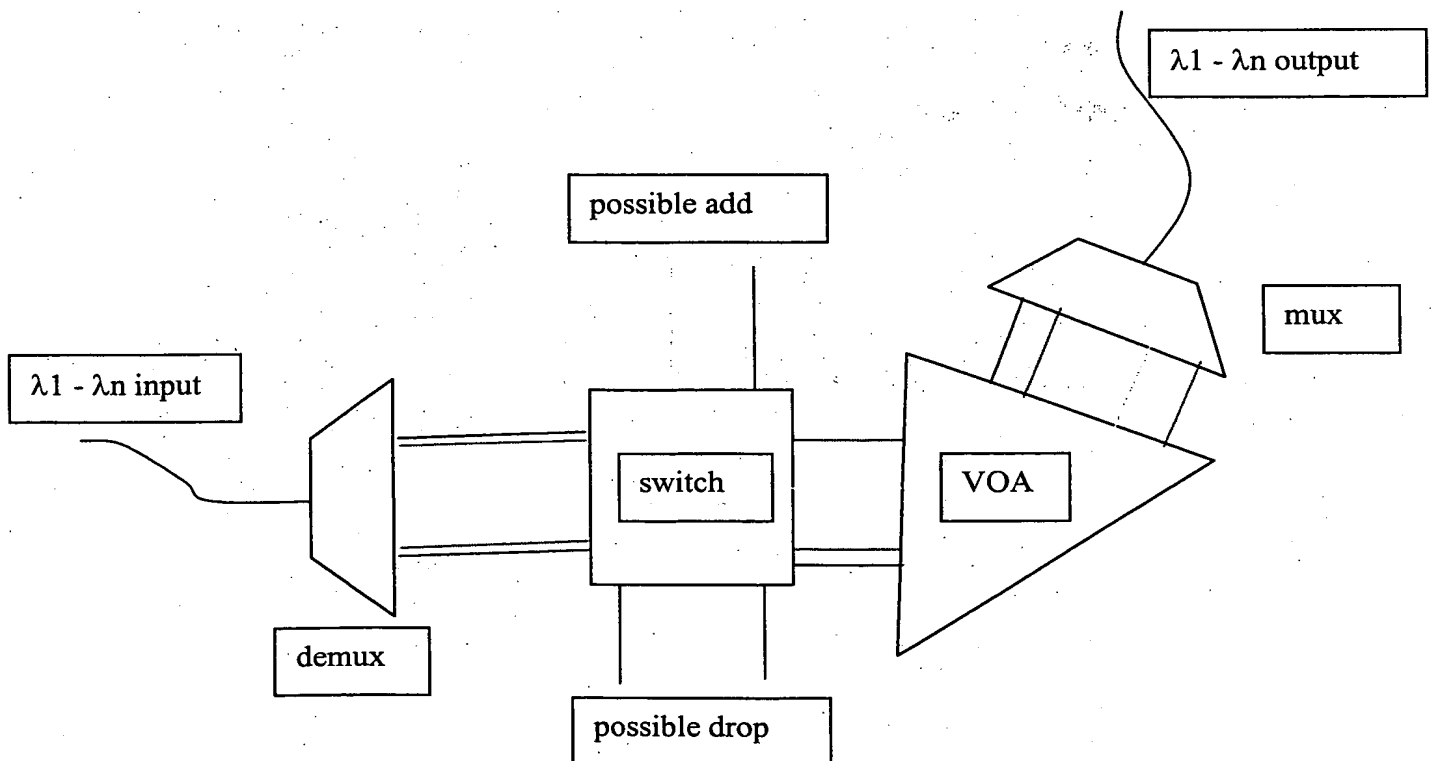 λ1 - λn output
possible add
mux
λ1 - λn input
switch
VOA
demux
possible drop